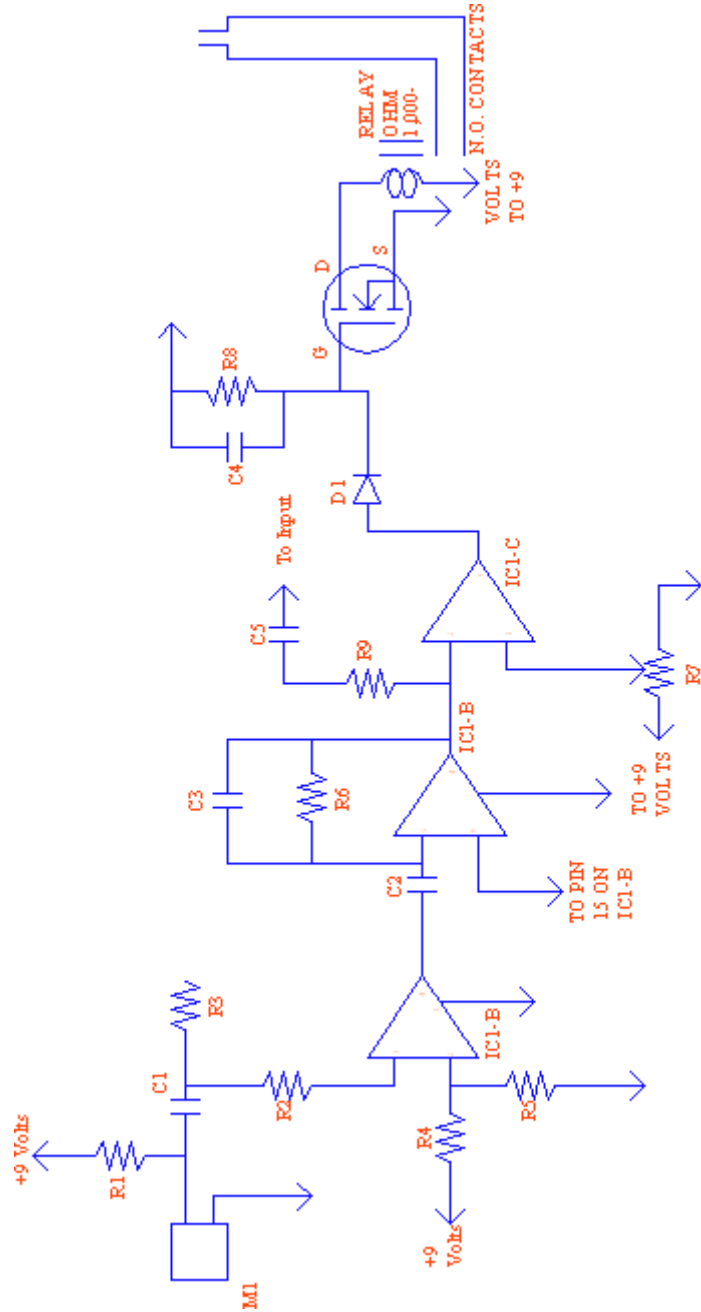 +9 Volts
R1
M1
C1
R3
R2
R4
+9
Volts
R5
IC1-B
C2
C3
R6
IC1-B
TO PIN
15 ON
IC1-B
C5
To Input
R9
IC1-C
TO +9
VOLTS
R7
D1
C4
R8
G
D
S
RELAY
OHM
1,000-
N.O. CONTACTS
VOLTS
TO +9